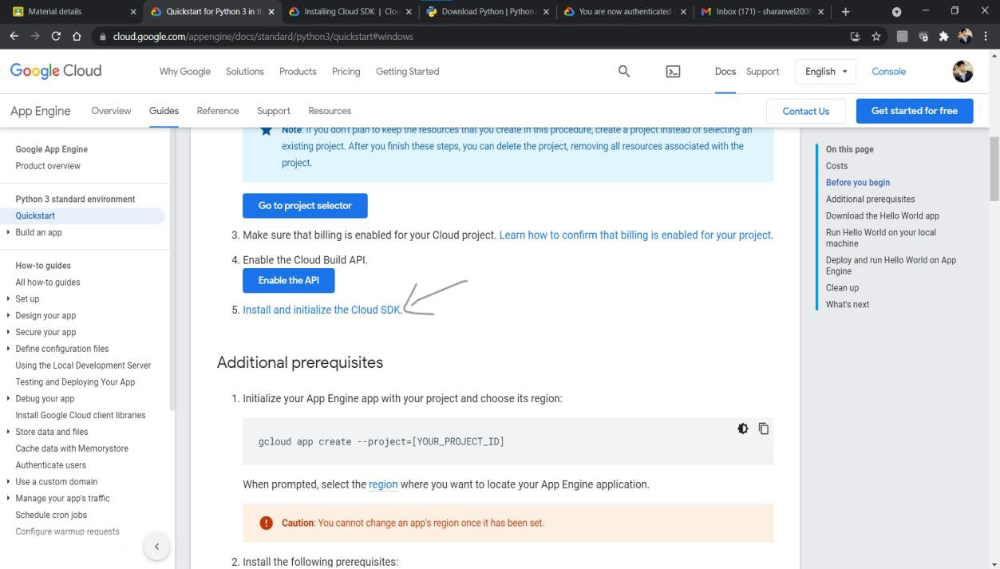 Material details
Quickstart for Python 3 in th
Installing Cloud SDK | Clou
Download Python | Python.
You are now authenticated
Inbox (171) - sharanvel2000
cloud.google.com/appengine/docs/standard/python3/quickstart#windows
Google Cloud
Why Google
Solutions
Products
Pricing
Getting Started
Docs
Support
English
Console
App Engine
Overview
Guides
Reference
Support
Resources
Contact Us
Get started for free
Google App Engine
Product overview
Python 3 standard environment
Quickstart
Build an app
How-to guides
All how-to guides
Set up
Design your app
Secure your app
Define configuration files
Using the Local Development Server
Testing and Deploying Your App
Debug your app
Install Google Cloud client libraries
Store data and files
Cache data with Memorystore
Authenticate users
Use a custom domain
Manage your app's traffic
Schedule cron jobs
Configure warmup requests
Note: If you don't plan to keep the resources that you create in this procedure, create a project instead of selecting an
existing project. After you finish these steps, you can delete the project, removing all resources associated with the
project.
Go to project selector
3. Make sure that billing is enabled for your Cloud project. Learn how to confirm that billing is enabled for your project.
4. Enable the Cloud Build API.
Enable the API
5. Install and initialize the Cloud SDK.
Additional prerequisites
1. Initialize your App Engine app with your project and choose its region:
gcloud app create --project=[YOUR_PROJECT_ID]
When prompted, select the region where you want to locate your App Engine application.
Caution: You cannot change an app's region once it has been set.
2. Install the following prerequisites:
On this page
Costs
Before you begin
Additional prerequisites
Download the Hello World app
Run Hello World on your local
machine
Deploy and run Hello World on App
Engine
Clean up
What's next